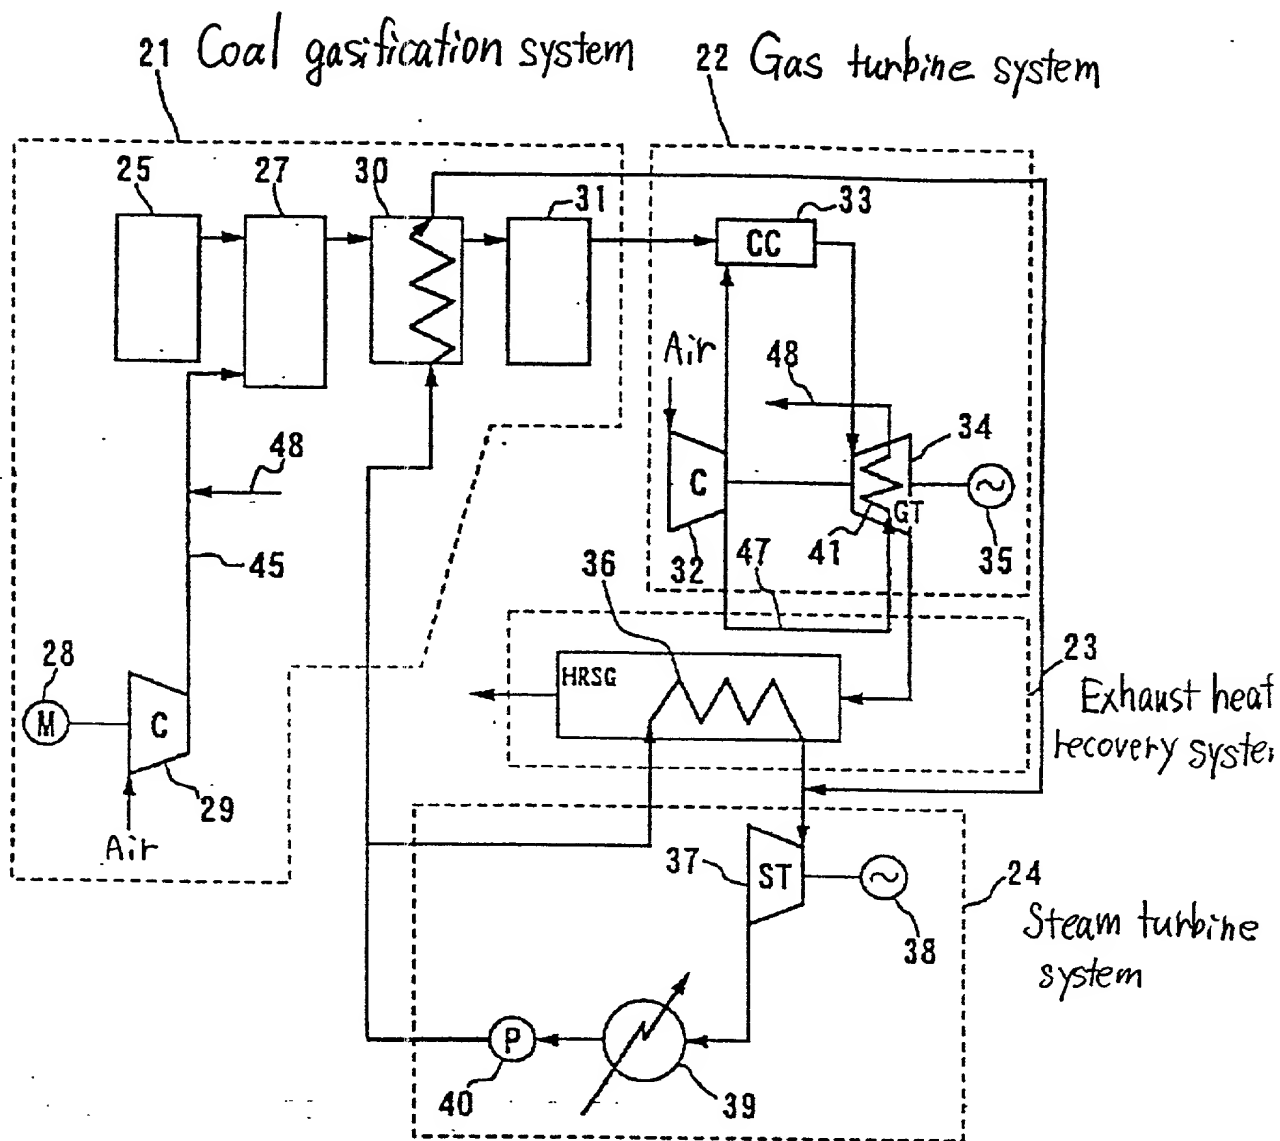 21 Coal gasification system
22 Gas turbine system
25
27
30
31
33
CC
Air
48
34
C
GT
48
32
47
41
35
45
36
28
HRSG
23
M
C
Exhaust heat
recovery system
29
Air
37
ST
24
38
Steam turbine
system
P
40
39